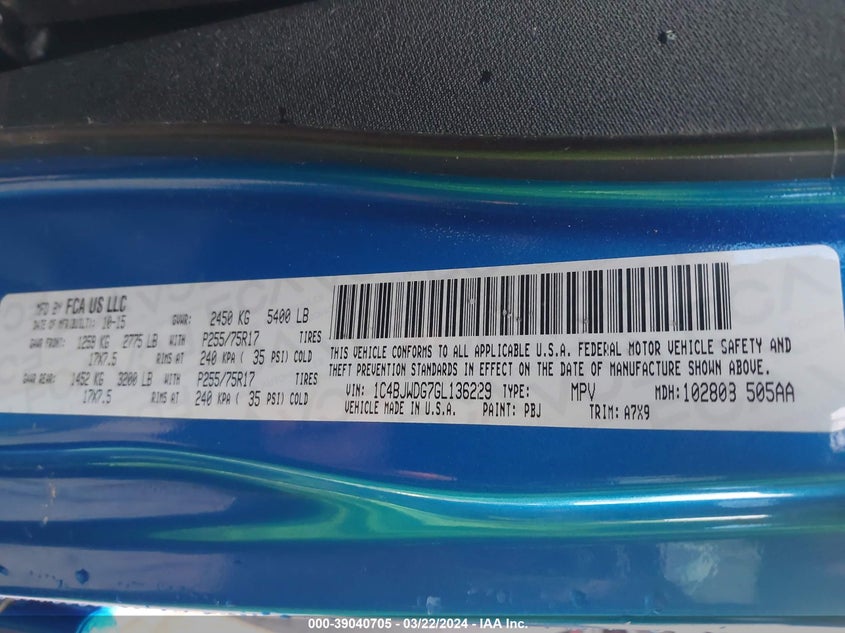 MFD BY FCA US LLC
DATE OF MFR(BUILT): 10-15 GVWR: 2450 KG 5400 LB
GAWR FRONT: 1259 KG 2775 LB WITH P255/75R17 TIRES
17X7.5 RIMS AT 240 KPA ( 35 PSI) COLD
GAWR REAR: 1452 KG 3200 LB WITH P255/75R17 TIRES
17X7.5 RIMS AT 240 KPA ( 35 PSI) COLD
THIS VEHICLE CONFORMS TO ALL APPLICABLE U.S.A. FEDERAL MOTOR VEHICLE SAFETY AND
THEFT PREVENTION STANDARDS IN EFFECT ON THE DATE OF MANUFACTURE SHOWN ABOVE.
VIN: 1C4BJWDG7GL136229 TYPE: MPV MDH: 102803 505AA
VEHICLE MADE IN U.S.A. PAINT: PBJ TRIM: A7X9
000-39040705 - 03/22/2024 - IAA Inc.